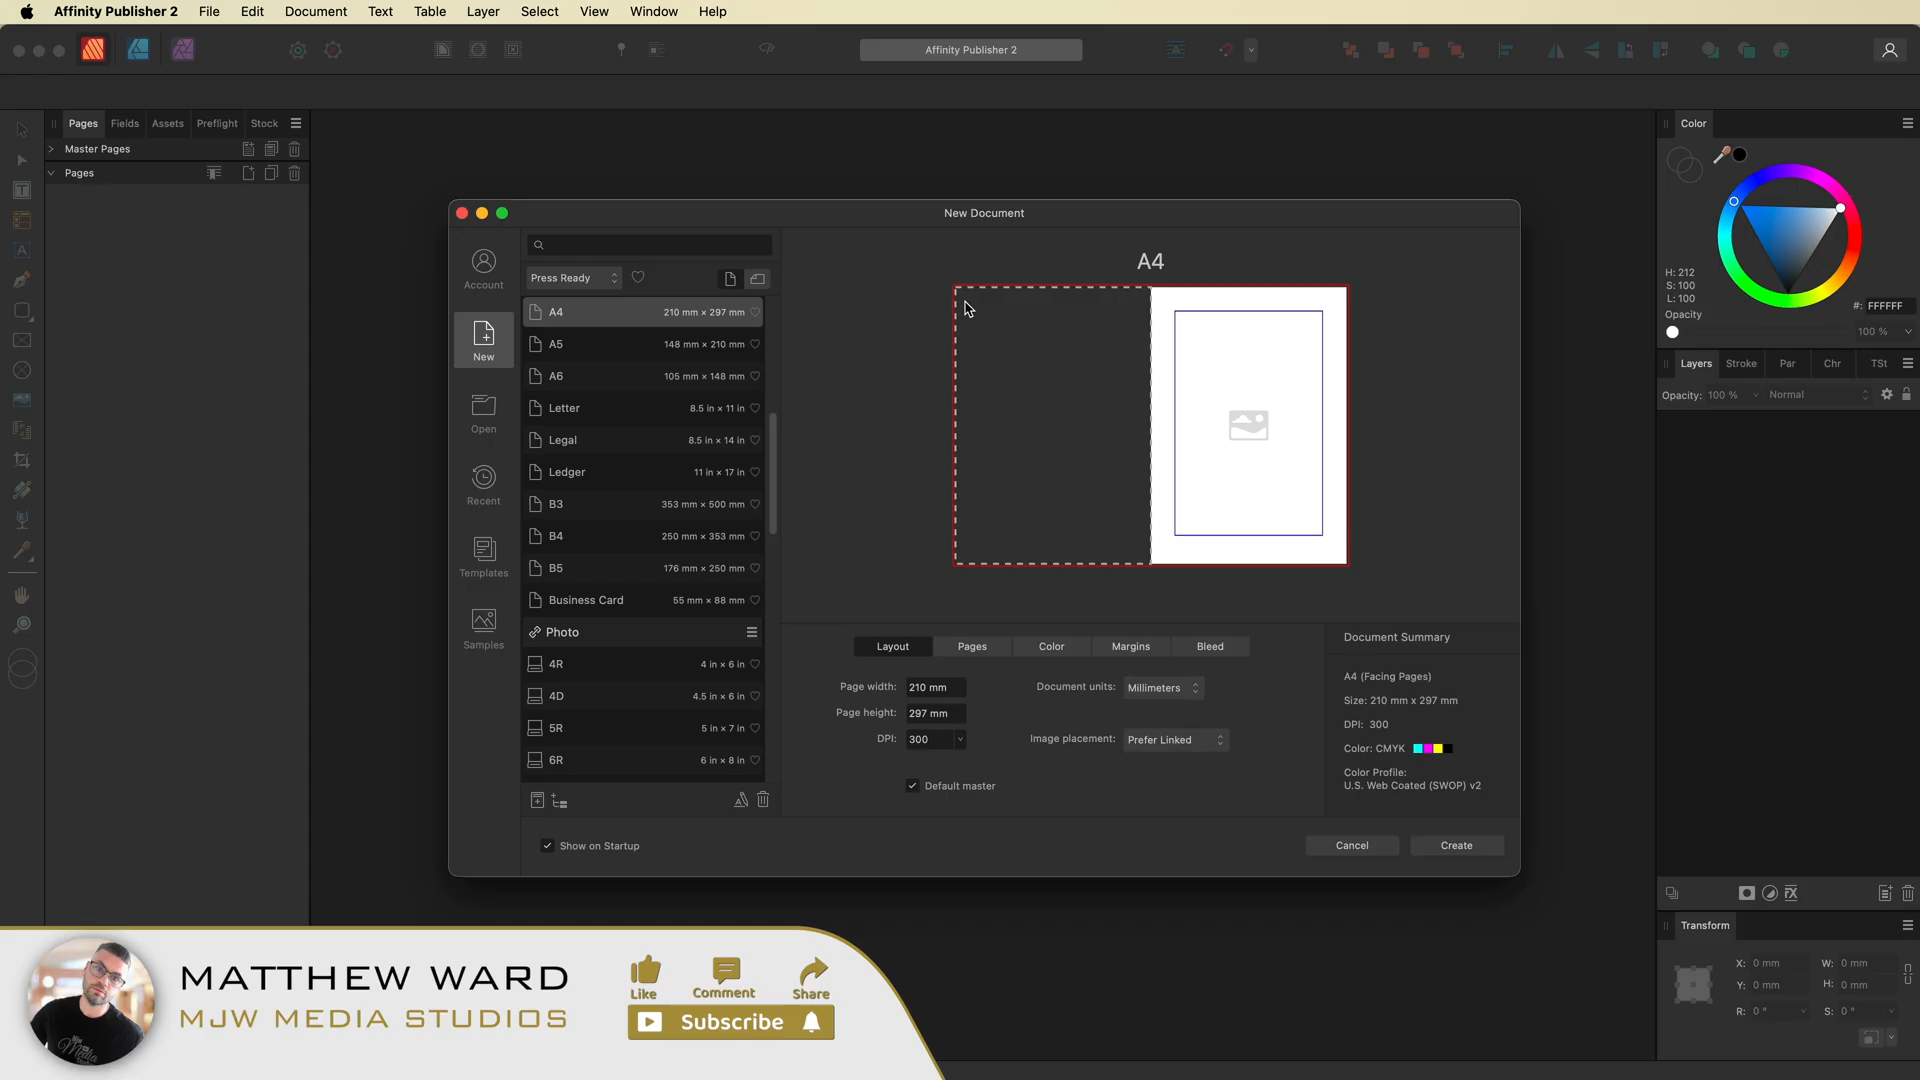 Affinity Publisher 2 File Edit Document Text Table Layer Select View Window Help
Affinity Publisher 2
Pages Fields Assets Preflight Stock
Master Pages
Pages
New Document
Account
New
Open
Recent
Templates
Samples
Press Ready
A4 210 mm × 297 mm
A5 148 mm × 210 mm
A6 105 mm × 148 mm
Letter 8.5 in × 11 in
Legal 8.5 in × 14 in
Ledger 11 in × 17 in
B3 353 mm × 500 mm
B4 250 mm × 353 mm
B5 176 mm × 250 mm
Business Card 55 mm × 88 mm
Photo
4R 4 in × 6 in
4D 4.5 in × 6 in
5R 5 in × 7 in
6R 6 in × 8 in
A4
Layout Pages Color Margins Bleed
Page width: 210 mm
Page height: 297 mm
DPI: 300
Document units: Millimeters
Image placement: Prefer Linked
Default master
Document Summary
A4 (Facing Pages)
Size: 210 mm x 297 mm
DPI: 300
Color: CMYK
Color Profile:
U.S. Web Coated (SWOP) v2
Show on Startup
Cancel Create
Color
H: 212
S: 100
L: 100
#: FFFFFF
Opacity
100 %
Layers Stroke Par Chr TSt
Opacity: 100 % Normal
fx
Transform
X: 0 mm W: 0 mm
Y: 0 mm H: 0 mm
R: 0 ° S: 0 °
MATTHEW WARD
MJW MEDIA STUDIOS
Like Comment Share
Subscribe